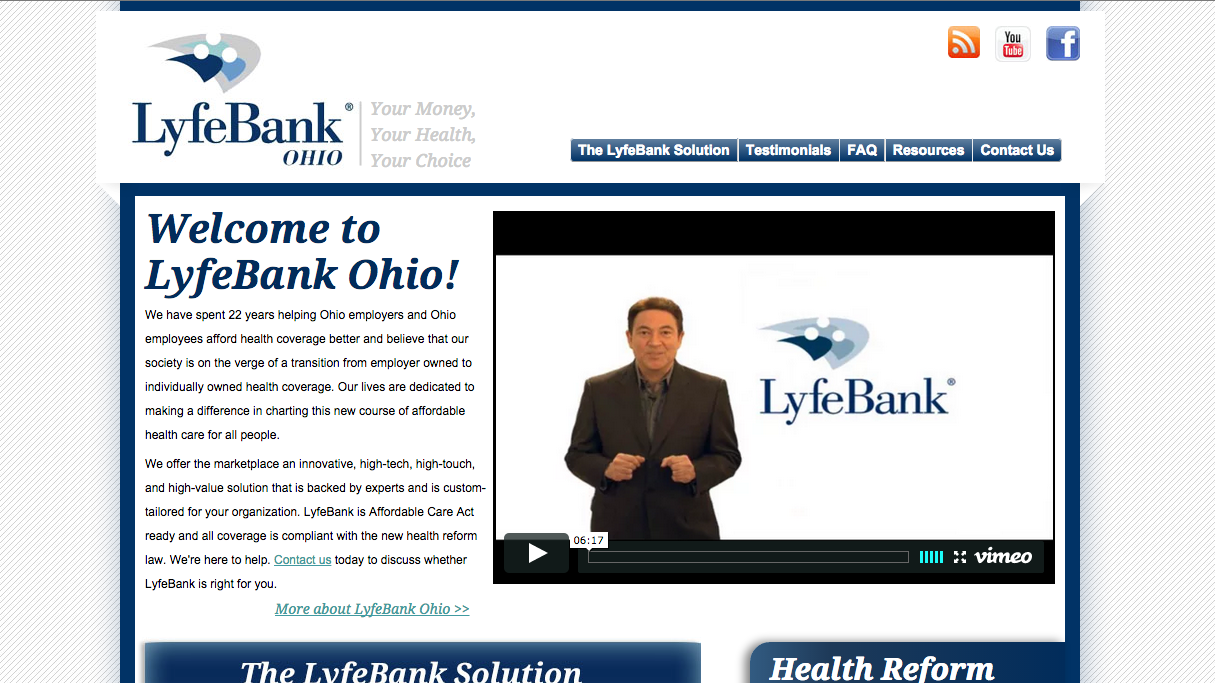 LyfeBank®
OHIO
Your Money,
Your Health,
Your Choice
You
Tube
f
The LyfeBank Solution
Testimonials
FAQ
Resources
Contact Us
Welcome to
LyfeBank Ohio!
We have spent 22 years helping Ohio employers and Ohio
employees afford health coverage better and believe that our
society is on the verge of a transition from employer owned to
individually owned health coverage. Our lives are dedicated to
making a difference in charting this new course of affordable
health care for all people.
We offer the marketplace an innovative, high-tech, high-touch,
and high-value solution that is backed by experts and is custom-
tailored for your organization. LyfeBank is Affordable Care Act
ready and all coverage is compliant with the new health reform
law. We're here to help. Contact us today to discuss whether
LyfeBank is right for you.
More about LyfeBank Ohio >>
LyfeBank®
06:17
vimeo
The LyfeBank Solution
Health Reform